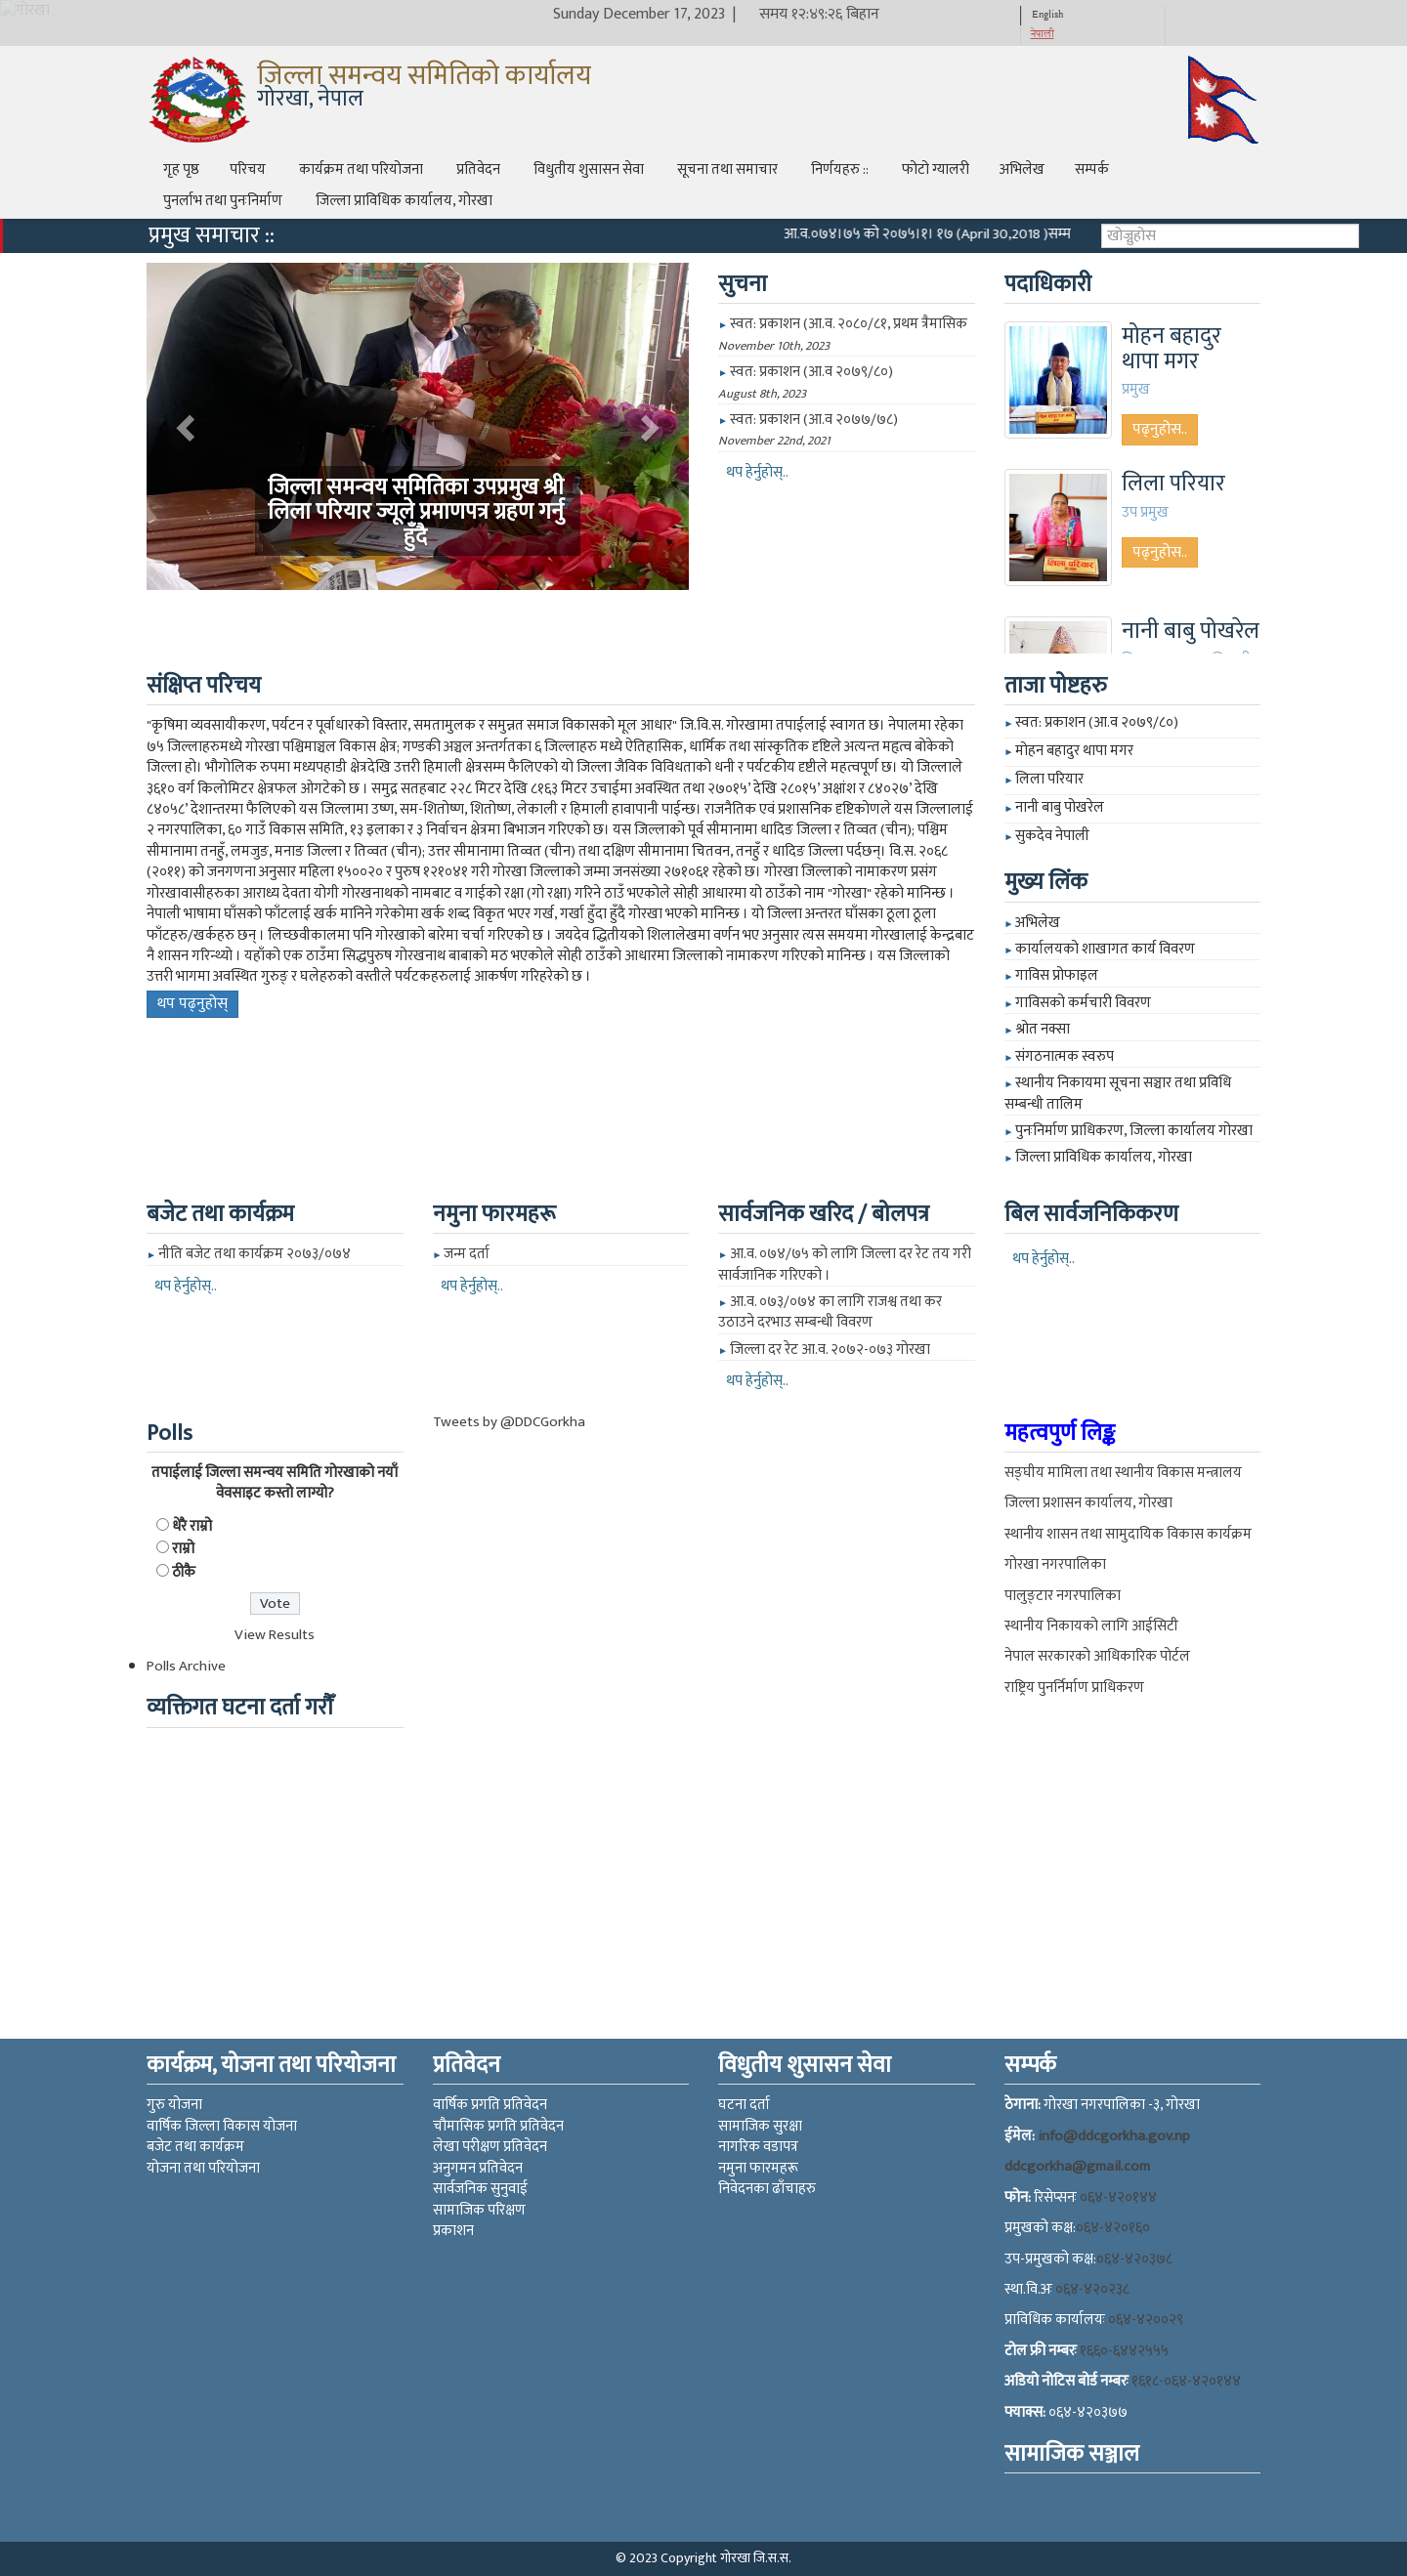 गोरखा
Sunday December 17, 2023 | समय १२:४९:२६ बिहान
English
नेपाली
जिल्ला समन्वय समितिको कार्यालय
गोरखा, नेपाल
गृह पृष्ठ परिचय कार्यक्रम तथा परियोजना प्रतिवेदन विधुतीय शुसासन सेवा सूचना तथा समाचार निर्णयहरु :: फोटो ग्यालरी अभिलेख सम्पर्क
पुनर्लाभ तथा पुनःनिर्माण जिल्ला प्राविधिक कार्यालय, गोरखा
प्रमुख समाचार :: आ.व.०७४।७५ को २०७५।१। १७ (April 30,2018 )सम्म खोज्नुहोस
जिल्ला समन्वय समितिका उपप्रमुख श्री
लिला परियार ज्यूले प्रमाणपत्र ग्रहण गर्नु
हुँदै
सुचना
► स्वत: प्रकाशन (आ.व. २०८०/८१, प्रथम त्रैमासिक
November 10th, 2023
► स्वत: प्रकाशन (आ.व २०७९/८०)
August 8th, 2023
► स्वत: प्रकाशन (आ.व २०७७/७८)
November 22nd, 2021
थप हेर्नुहोस्..
पदाधिकारी
मोहन बहादुर
थापा मगर
प्रमुख
पढ्नुहोस..
लिला परियार
उप प्रमुख
पढ्नुहोस..
नानी बाबु पोखरेल
संक्षिप्त परिचय
"कृषिमा व्यवसायीकरण, पर्यटन र पूर्वाधारको विस्तार, समतामुलक र समुन्नत समाज विकासको मूल आधार" जि.वि.स. गोरखामा तपाईलाई स्वागत छ। नेपालमा रहेका
७५ जिल्लाहरुमध्ये गोरखा पश्चिमाञ्चल विकास क्षेत्र; गण्डकी अञ्चल अन्तर्गतका ६ जिल्लाहरु मध्ये ऐतिहासिक, धार्मिक तथा सांस्कृतिक दृष्टिले अत्यन्त महत्व बोकेको
जिल्ला हो। भौगोलिक रुपमा मध्यपहाडी क्षेत्रदेखि उत्तरी हिमाली क्षेत्रसम्म फैलिएको यो जिल्ला जैविक विविधताको धनी र पर्यटकीय दृष्टीले महत्वपूर्ण छ। यो जिल्लाले
३६१० वर्ग किलोमिटर क्षेत्रफल ओगटेको छ । समुद्र सतहबाट २२८ मिटर देखि ८१६३ मिटर उचाईमा अवस्थित तथा २७०१५’ देखि २८०१५’ अक्षांश र ८४०२७’ देखि
८४०५८’ देशान्तरमा फैलिएको यस जिल्लामा उष्ण, सम-शितोष्ण, शितोष्ण, लेकाली र हिमाली हावापानी पाईन्छ। राजनैतिक एवं प्रशासनिक दृष्टिकोणले यस जिल्लालाई
२ नगरपालिका, ६० गाउँ विकास समिति, १३ इलाका र ३ निर्वाचन क्षेत्रमा बिभाजन गरिएको छ। यस जिल्लाको पूर्व सीमानामा धादिङ जिल्ला र तिव्वत (चीन); पश्चिम
सीमानामा तनहुँ, लमजुङ, मनाङ जिल्ला र तिव्वत (चीन); उत्तर सीमानामा तिव्वत (चीन) तथा दक्षिण सीमानामा चितवन, तनहुँ र धादिङ जिल्ला पर्दछन्। वि.स. २०६८
(२०११) को जनगणना अनुसार महिला १५००२० र पुरुष १२१०४१ गरी गोरखा जिल्लाको जम्मा जनसंख्या २७१०६१ रहेको छ। गोरखा जिल्लाको नामाकरण प्रसंग
गोरखावासीहरुका आराध्य देवता योगी गोरखनाथको नामबाट व गाईको रक्षा (गो रक्षा) गरिने ठाउँ भएकोले सोही आधारमा यो ठाउँको नाम "गोरखा" रहेको मानिन्छ ।
नेपाली भाषामा घाँसको फाँटलाई खर्क मानिने गरेकोमा खर्क शब्द विकृत भएर गर्ख, गर्खा हुँदा हुँदै गोरखा भएको मानिन्छ । यो जिल्ला अन्तरत घाँसका ठूला ठूला
फाँटहरु/खर्कहरु छन् । लिच्छवीकालमा पनि गोरखाको बारेमा चर्चा गरिएको छ । जयदेव द्धितीयको शिलालेखमा वर्णन भए अनुसार त्यस समयमा गोरखालाई केन्द्रबाट
नै शासन गरिन्थ्यो । यहाँको एक ठाउँमा सिद्धपुरुष गोरखनाथ बाबाको मठ भएकोले सोही ठाउँको आधारमा जिल्लाको नामाकरण गरिएको मानिन्छ । यस जिल्लाको
उत्तरी भागमा अवस्थित गुरुङ् र घलेहरुको वस्तीले पर्यटकहरुलाई आकर्षण गरिहरेको छ ।
थप पढ्नुहोस्
ताजा पोष्टहरु
► स्वत: प्रकाशन (आ.व २०७९/८०)
► मोहन बहादुर थापा मगर
► लिला परियार
► नानी बाबु पोखरेल
► सुकदेव नेपाली
मुख्य लिंक
► अभिलेख
► कार्यालयको शाखागत कार्य विवरण
► गाविस प्रोफाइल
► गाविसको कर्मचारी विवरण
► श्रोत नक्सा
► संगठनात्मक स्वरुप
► स्थानीय निकायमा सूचना सञ्चार तथा प्रविधि
सम्बन्धी तालिम
► पुनःनिर्माण प्राधिकरण, जिल्ला कार्यालय गोरखा
► जिल्ला प्राविधिक कार्यालय, गोरखा
बजेट तथा कार्यक्रम
► नीति बजेट तथा कार्यक्रम २०७३/०७४
थप हेर्नुहोस्..
नमुना फारमहरू
► जन्म दर्ता
थप हेर्नुहोस्..
सार्वजनिक खरिद / बोलपत्र
► आ.व. ०७४/७५ को लागि जिल्ला दर रेट तय गरी
सार्वजानिक गरिएको ।
► आ.व. ०७३/०७४ का लागि राजश्व तथा कर
उठाउने दरभाउ सम्बन्धी विवरण
► जिल्ला दर रेट आ.व. २०७२-०७३ गोरखा
थप हेर्नुहोस्..
बिल सार्वजनिकिकरण
थप हेर्नुहोस्..
Polls
तपाईलाई जिल्ला समन्वय समिति गोरखाको नयाँ
वेवसाइट कस्तो लाग्यो?
धेरै राम्रो
राम्रो
ठीकै
Vote
View Results
Polls Archive
व्यक्तिगत घटना दर्ता गरौँ
Tweets by @DDCGorkha
महत्वपुर्ण लिङ्क
सङ्घीय मामिला तथा स्थानीय विकास मन्त्रालय
जिल्ला प्रशासन कार्यालय, गोरखा
स्थानीय शासन तथा सामुदायिक विकास कार्यक्रम
गोरखा नगरपालिका
पालुङ्टार नगरपालिका
स्थानीय निकायको लागि आईसिटी
नेपाल सरकारको आधिकारिक पोर्टल
राष्ट्रिय पुनर्निर्माण प्राधिकरण
कार्यक्रम, योजना तथा परियोजना
गुरु योजना
वार्षिक जिल्ला विकास योजना
बजेट तथा कार्यक्रम
योजना तथा परियोजना
प्रतिवेदन
वार्षिक प्रगति प्रतिवेदन
चौमासिक प्रगति प्रतिवेदन
लेखा परीक्षण प्रतिवेदन
अनुगमन प्रतिवेदन
सार्वजनिक सुनुवाई
सामाजिक परिक्षण
प्रकाशन
विधुतीय शुसासन सेवा
घटना दर्ता
सामाजिक सुरक्षा
नागरिक वडापत्र
नमुना फारमहरू
निवेदनका ढाँचाहरु
सम्पर्क
ठेगाना: गोरखा नगरपालिका -३, गोरखा
ईमेल: info@ddcgorkha.gov.np
ddcgorkha@gmail.com
फोन: रिसेप्सनः ०६४-४२०१४४
प्रमुखको कक्ष:०६४-४२०१६०
उप-प्रमुखको कक्ष:०६४-४२०३७८
स्था.वि.अः ०६४-४२०२३८
प्राविधिक कार्यालयः ०६४-४२००२९
टोल फ्री नम्बरः १६६०-६४४२५५५
अडियो नोटिस बोर्ड नम्बरः १६१८-०६४-४२०१४४
फ्याक्स: ०६४-४२०३७७
सामाजिक सञ्जाल
© 2023 Copyright गोरखा जि.स.स.